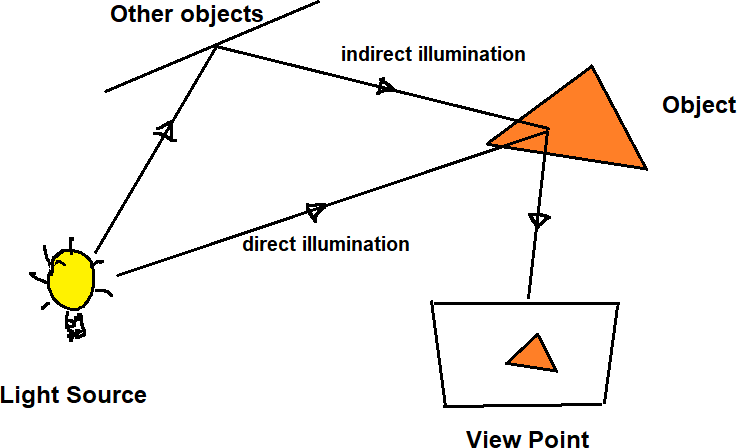 Other objects
indirect illumination
Object
direct illumination
Light Source
View Point